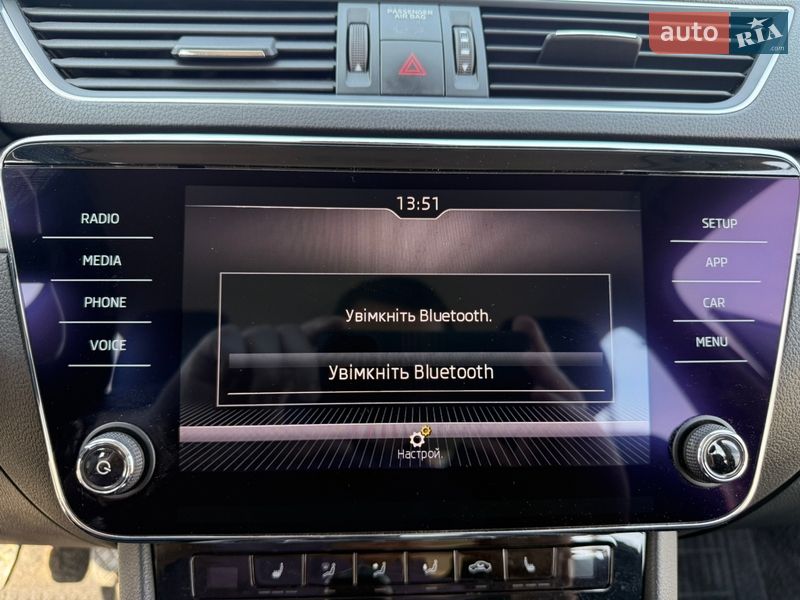 PASSENGER
AIR BAG
auto RIA
.com
13:51
RADIO
MEDIA
PHONE
VOICE
SETUP
APP
CAR
MENU
Увімкніть Bluetooth.
Увімкніть Bluetooth
Настрой.